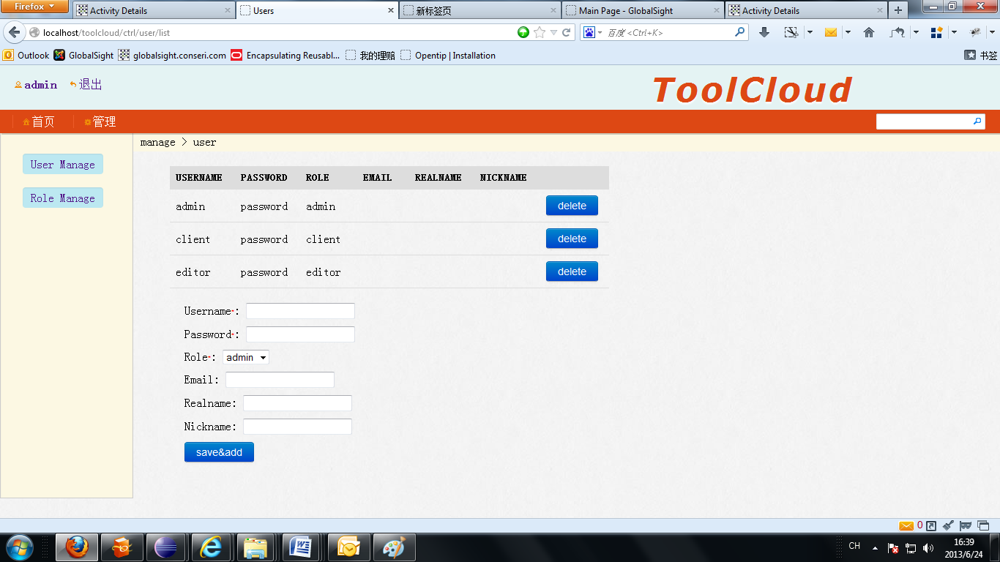 Firefox
Activity Details
Users
新标签页
Main Page - GlobalSight
Activity Details
localhost/toolcloud/ctrl/user/list
百度 <Ctrl+K>
Outlook
GlobalSight
globalsight.conseri.com
Encapsulating Reusabl...
我的理赔
Opentip | Installation
书签
admin
退出
ToolCloud
首页
管理
manage > user
User Manage
Role Manage
USERNAME PASSWORD ROLE EMAIL REALNAME NICKNAME
admin password admin delete
client password client delete
editor password editor delete
Username*:
Password*:
Role*: admin
Email:
Realname:
Nickname:
save&add
0
CH
16:39
2013/6/24